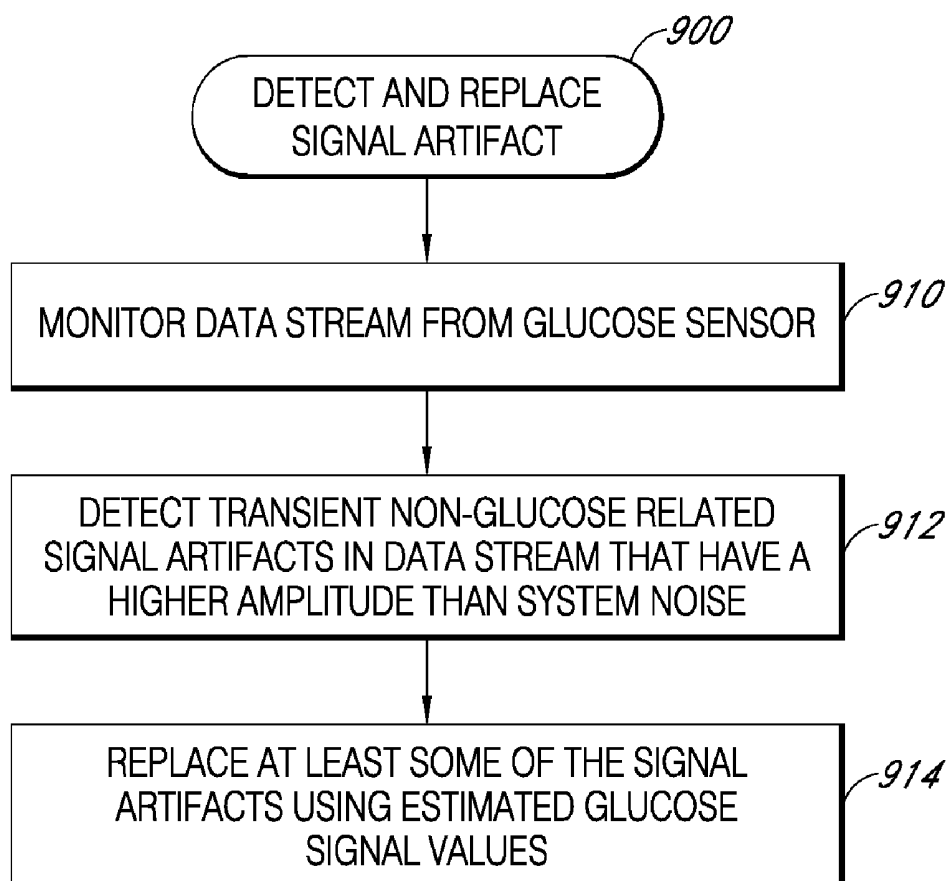 900
DETECT AND REPLACE
SIGNAL ARTIFACT
MONITOR DATA STREAM FROM GLUCOSE SENSOR
910
DETECT TRANSIENT NON-GLUCOSE RELATED
SIGNAL ARTIFACTS IN DATA STREAM THAT HAVE A
HIGHER AMPLITUDE THAN SYSTEM NOISE
912
REPLACE AT LEAST SOME OF THE SIGNAL
ARTIFACTS USING ESTIMATED GLUCOSE
SIGNAL VALUES
914